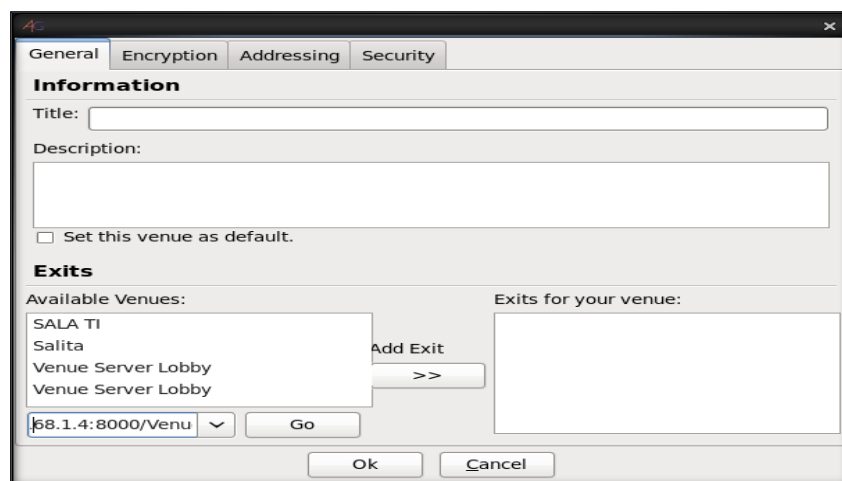 AG
General Encryption Addressing Security
Information
Title:
Description:
Set this venue as default.
Exits
Available Venues:
Exits for your venue:
SALA TI
Salita
Venue Server Lobby
Venue Server Lobby
Add Exit
>>
.68.1.4:8000/Venu
Go
Ok
Cancel